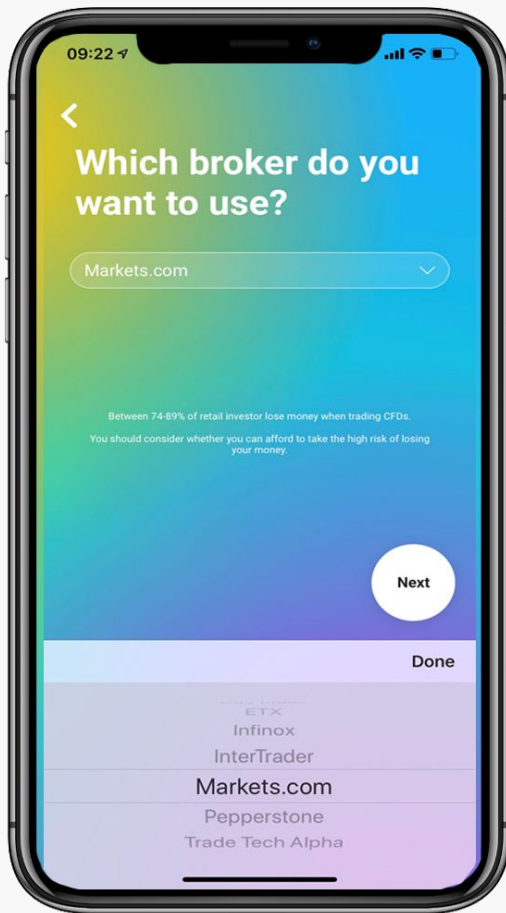 09:22
Which broker do you
want to use?
Markets.com
Between 74-89% of retail investor lose money when trading CFDs.
You should consider whether you can afford to take the high risk of losing
your money.
Next
Done
ETX
Infinox
InterTrader
Markets.com
Pepperstone
Trade Tech Alpha